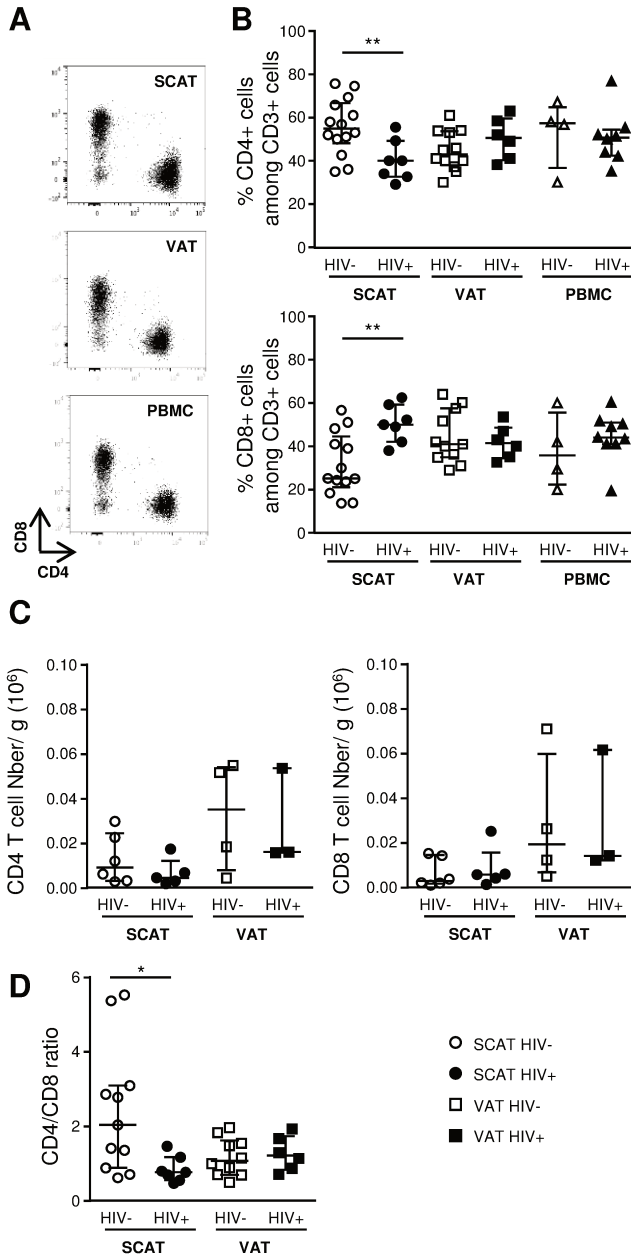 A
SCAT
VAT
PBMC
CD8
CD4
B
% CD4+ cells
among CD3+ cells
100
80
60
40
20
0
**
HIV- HIV+ HIV- HIV+ HIV- HIV+
SCAT VAT PBMC
% CD8+ cells
among CD3+ cells
100
80
60
40
20
0
**
HIV- HIV+ HIV- HIV+ HIV- HIV+
SCAT VAT PBMC
C
CD4 T cell Nber/ g (10⁶)
0.10
0.08
0.06
0.04
0.02
0.00
HIV- HIV+ HIV- HIV+
SCAT VAT
CD8 T cell Nber/ g (10⁶)
0.10
0.08
0.06
0.04
0.02
0.00
HIV- HIV+ HIV- HIV+
SCAT VAT
D
CD4/CD8 ratio
6
4
2
0
*
HIV- HIV+ HIV- HIV+
SCAT VAT
SCAT HIV-
SCAT HIV+
VAT HIV-
VAT HIV+